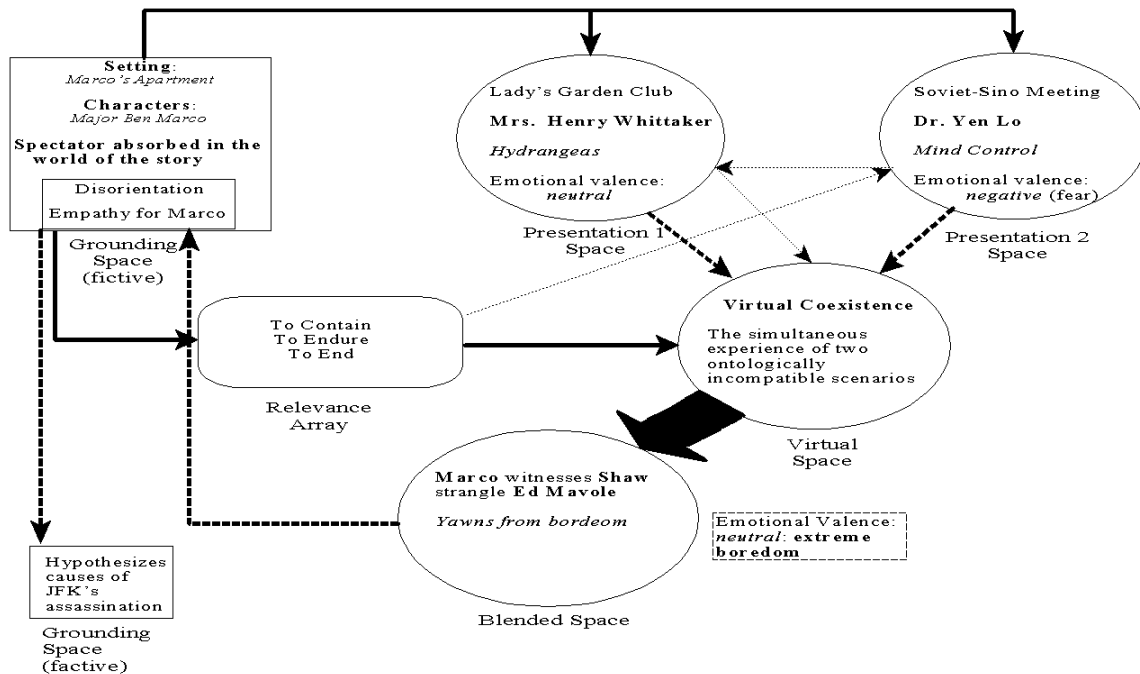 Setting:
Marco's Apartment
Characters:
Major Ben Marco
Spectator absorbed in the
world of the story
Disorientation
Empathy for Marco
Grounding
Space
(fictive)
Lady's Garden Club
Mrs. Henry Whittaker
Hydrangeas
Emotional valence:
neutral
Presentation 1
Space
Soviet-Sino Meeting
Dr. Yen Lo
Mind Control
Emotional valence:
negative (fear)
Presentation 2
Space
To Contain
To Endure
To End
Relevance
Array
Virtual Coexistence
The simultaneous
experience of two
ontologically
incompatible scenarios
Virtual
Space
Marco witnesses Shaw
strangle Ed Mavole
Yawns from bordeom
Blended Space
Emotional Valence:
neutral: extreme
boredom
Hypothesizes
causes of
JFK's
assassination
Grounding
Space
(factive)